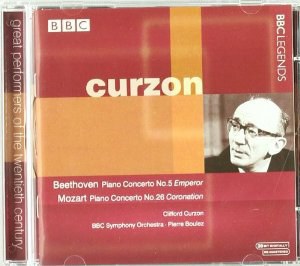 BBC
BBC LEGENDS
great performers of the twentieth century
curzon
Beethoven Piano Concerto No.5 Emperor
Mozart Piano Concerto No.26 Coronation
Clifford Curzon
BBC Symphony Orchestra · Pierre Boulez